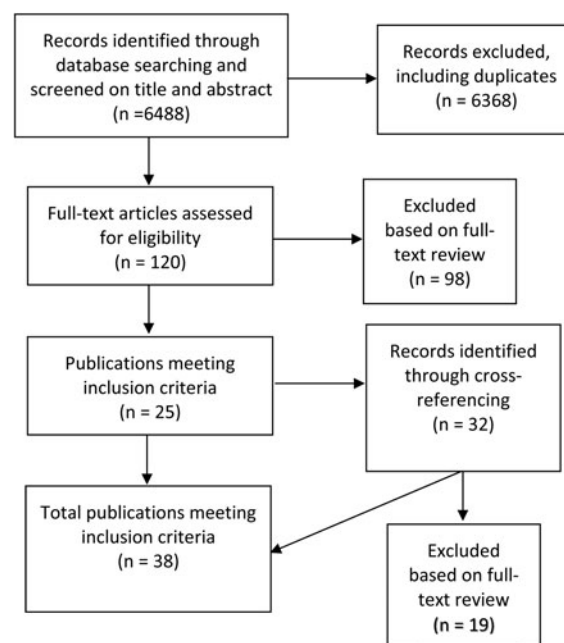 Records identified through
database searching and
screened on title and abstract
(n =6488)
Records excluded,
including duplicates
(n = 6368)
Full-text articles assessed
for eligibility
(n = 120)
Excluded
based on full-
text review
(n = 98)
Publications meeting
inclusion criteria
(n = 25)
Records identified
through cross-
referencing
(n = 32)
Total publications meeting
inclusion criteria
(n = 38)
Excluded
based on full-
text review
(n = 19)